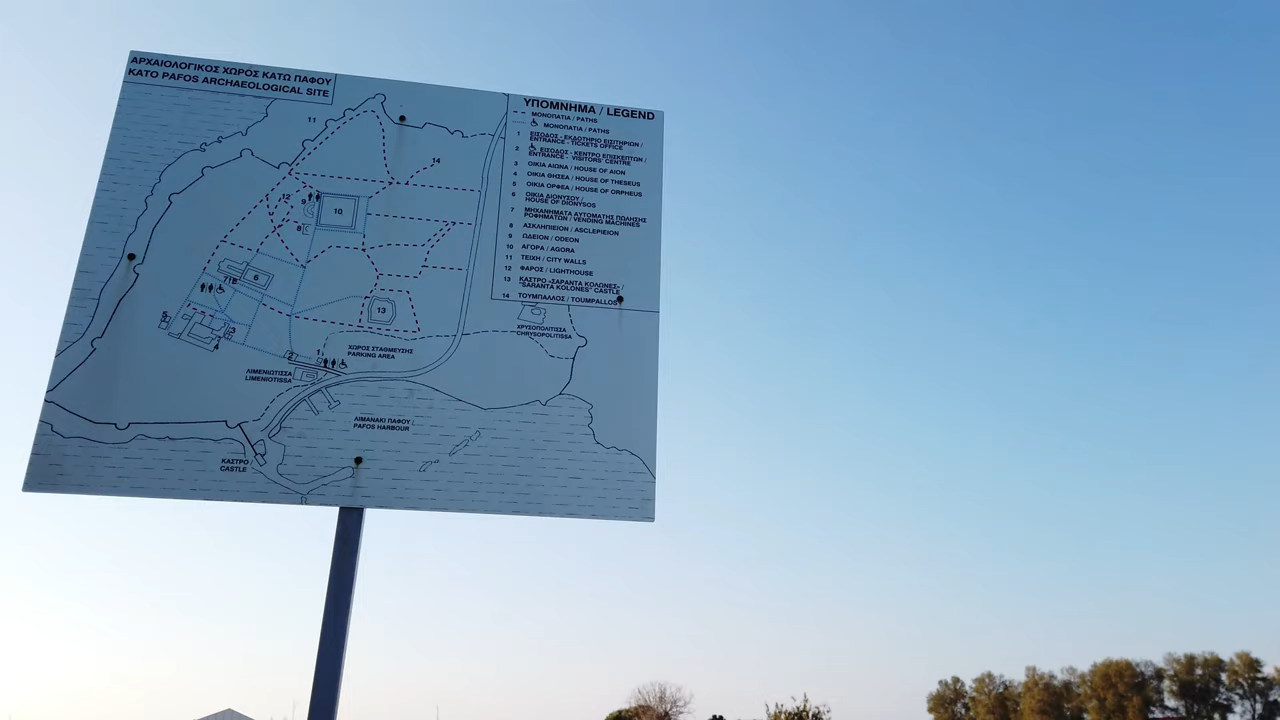 ΑΡΧΑΙΟΛΟΓΙΚΟΣ ΧΩΡΟΣ ΚΑΤΩ ΠΑΦΟΥ
KATO PAFOS ARCHAEOLOGICAL SITE
ΥΠΟΜΝΗΜΑ / LEGEND
ΜΟΝΟΠΑΤΙΑ / PATHS
ΜΟΝΟΠΑΤΙΑ / PATHS
1 ΕΙΣΟΔΟΣ - ΕΚΔΟΤΗΡΙΟ ΕΙΣΙΤΗΡΙΩΝ /
ENTRANCE - TICKETS OFFICE
2 ΕΙΣΟΔΟΣ - ΚΕΝΤΡΟ ΕΠΙΣΚΕΠΤΩΝ /
ENTRANCE - VISITORS' CENTRE
3 ΟΙΚΙΑ ΑΙΩΝΑ / HOUSE OF AION
4 ΟΙΚΙΑ ΘΗΣΕΑ / HOUSE OF THESEUS
5 ΟΙΚΙΑ ΟΡΦΕΑ / HOUSE OF ORPHEUS
6 ΟΙΚΙΑ ΔΙΟΝΥΣΟΥ /
HOUSE OF DIONYSOS
7 ΜΗΧΑΝΗΜΑΤΑ ΑΥΤΟΜΑΤΗΣ ΠΩΛΗΣΗΣ
ΡΟΦΗΜΑΤΩΝ / VENDING MACHINES
8 ΑΣΚΛΗΠΙΕΙΟΝ / ASCLEPIEION
9 ΩΔΕΙΟΝ / ODEON
10 ΑΓΟΡΑ / AGORA
11 ΤΕΙΧΗ / CITY WALLS
12 ΦΑΡΟΣ / LIGHTHOUSE
13 ΚΑΣΤΡΟ «ΣΑΡΑΝΤΑ ΚΟΛΟΝΕΣ» /
"SARANTA KOLONES" CASTLE
14 ΤΟΥΜΠΑΛΛΟΣ / TOUMPALLOS
11
14
12
9
10
8
6
7
13
5
3
4
2
1
ΧΡΥΣΟΠΟΛΙΤΙΣΣΑ
CHRYSOPOLITISSA
ΧΩΡΟΣ ΣΤΑΘΜΕΥΣΗΣ
PARKING AREA
ΛΙΜΕΝΙΩΤΙΣΣΑ
LIMENIOTISSA
ΛΙΜΑΝΑΚΙ ΠΑΦΟΥ /
PAFOS HARBOUR
ΚΑΣΤΡΟ
CASTLE